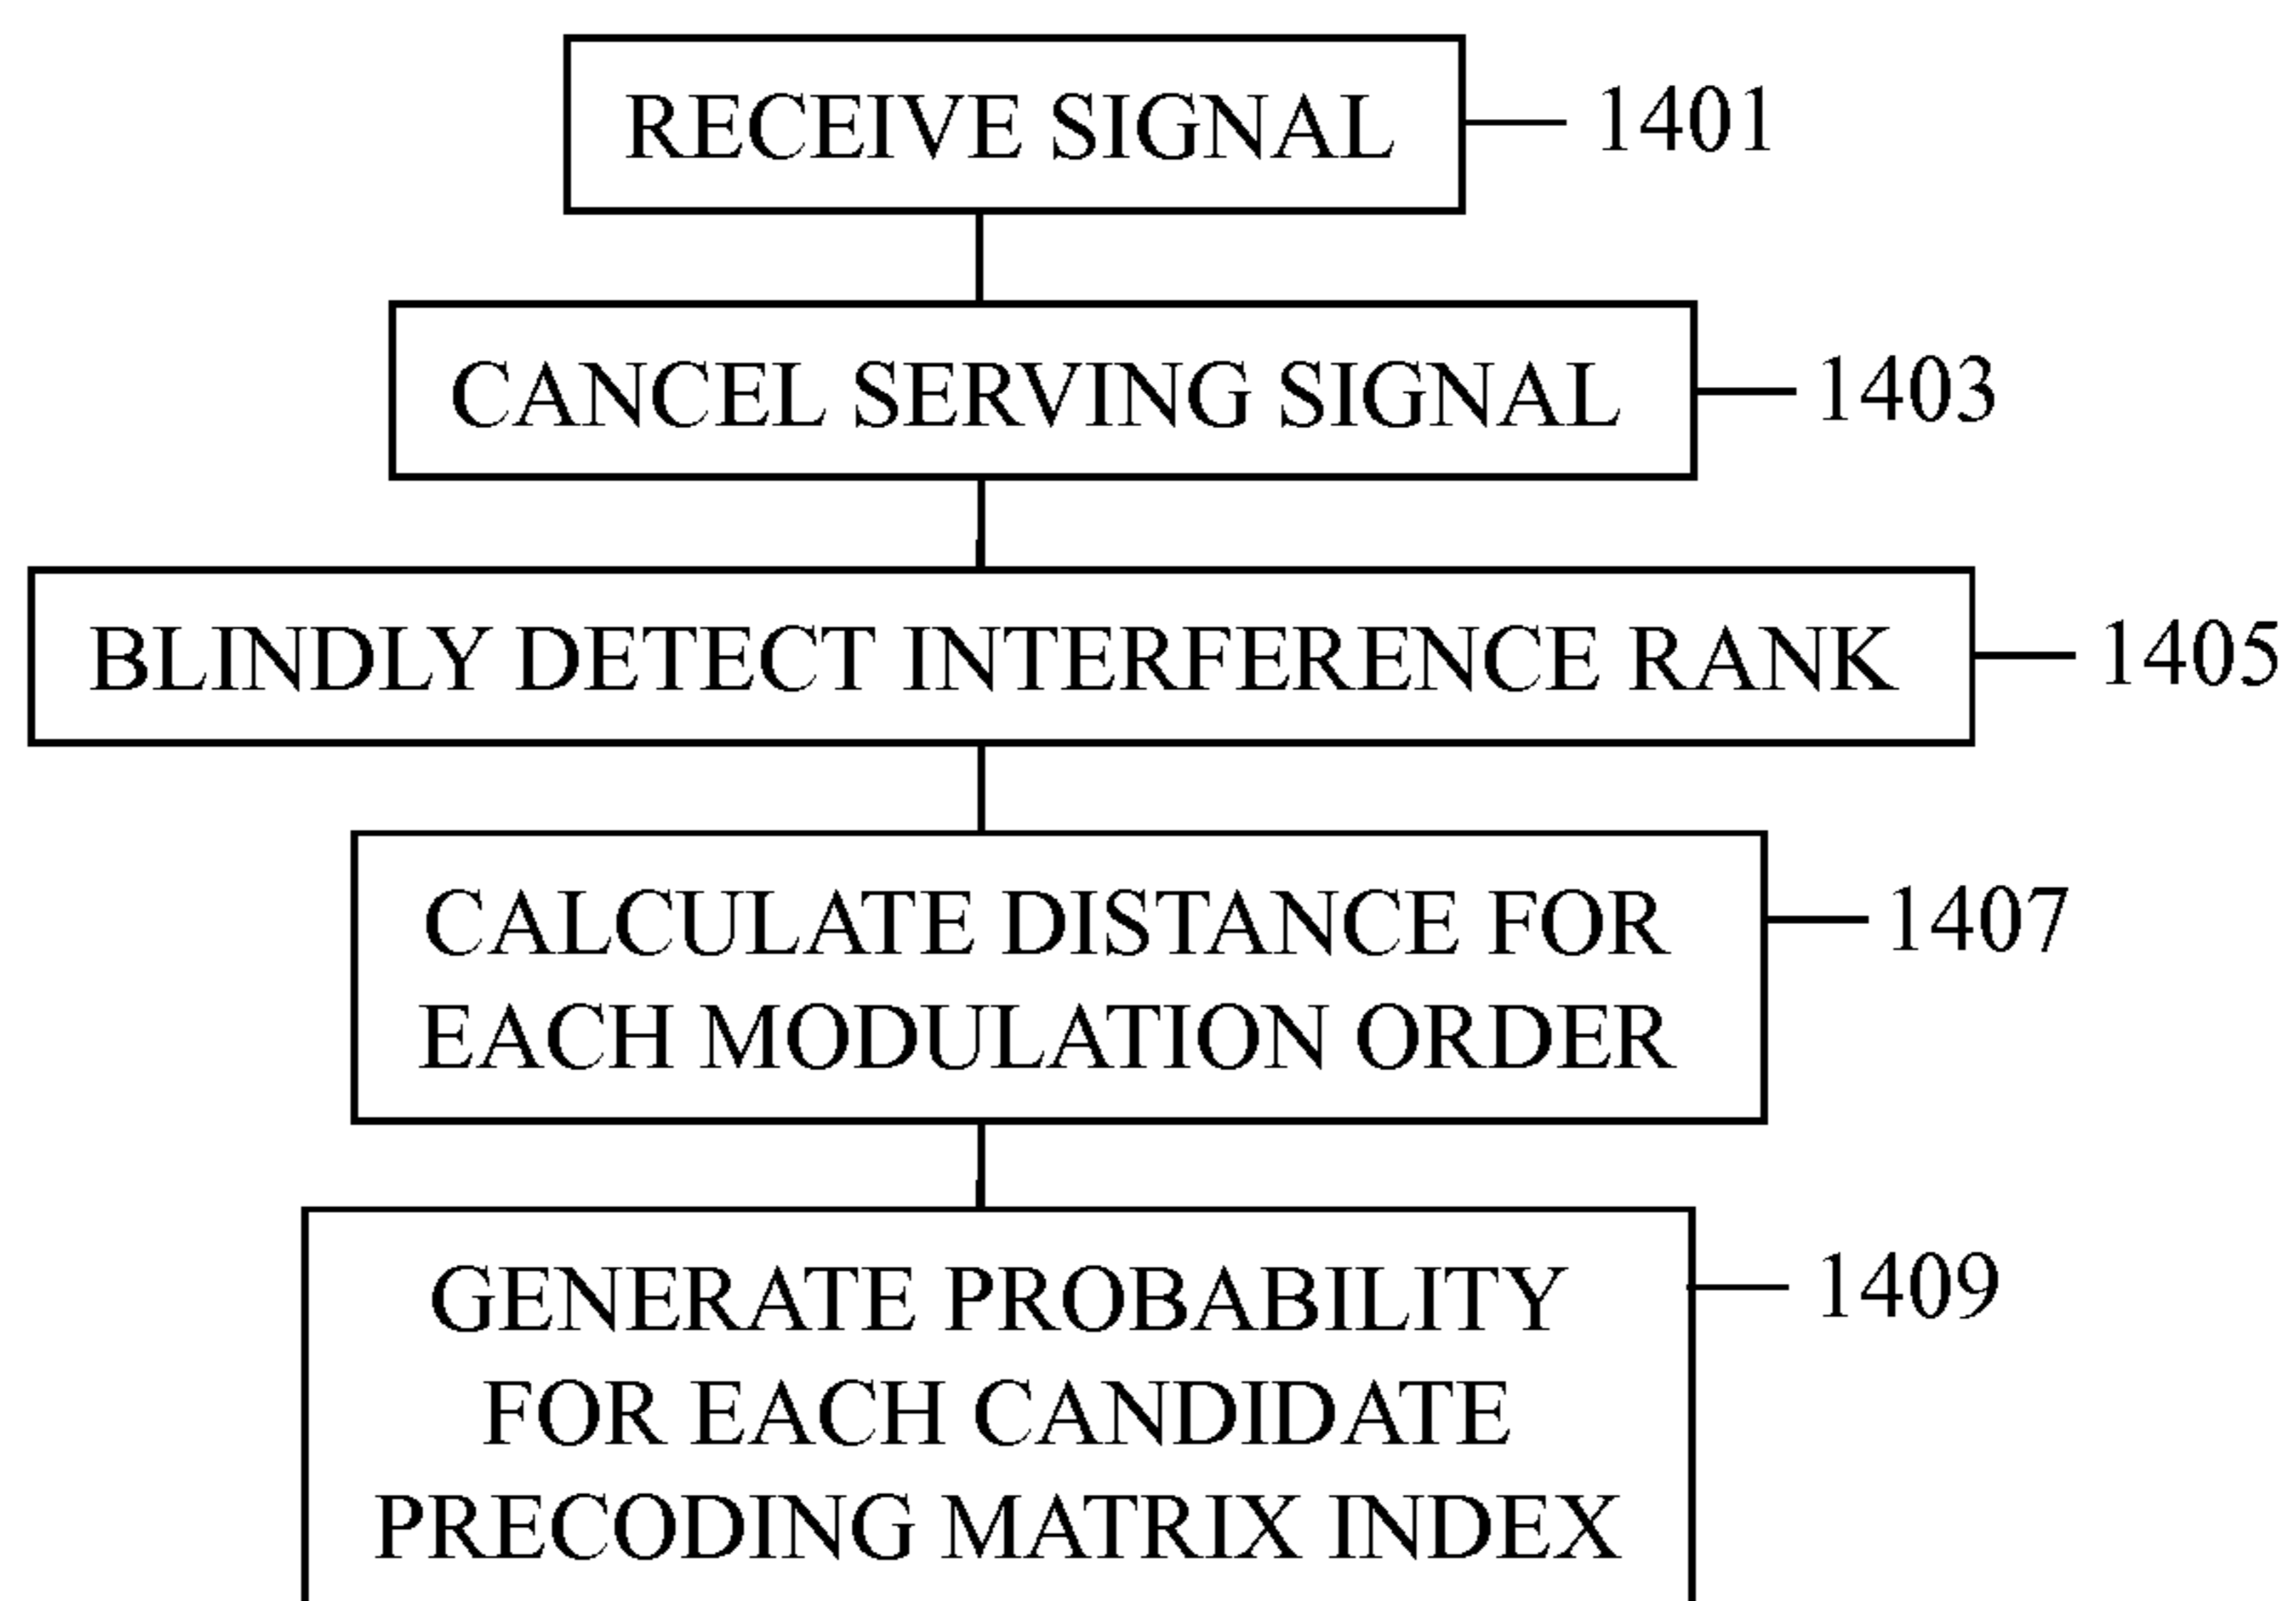 RECEIVE SIGNAL
1401
CANCEL SERVING SIGNAL
1403
BLINDLY DETECT INTERFERENCE RANK
1405
CALCULATE DISTANCE FOR
EACH MODULATION ORDER
1407
GENERATE PROBABILITY
FOR EACH CANDIDATE
PRECODING MATRIX INDEX
1409